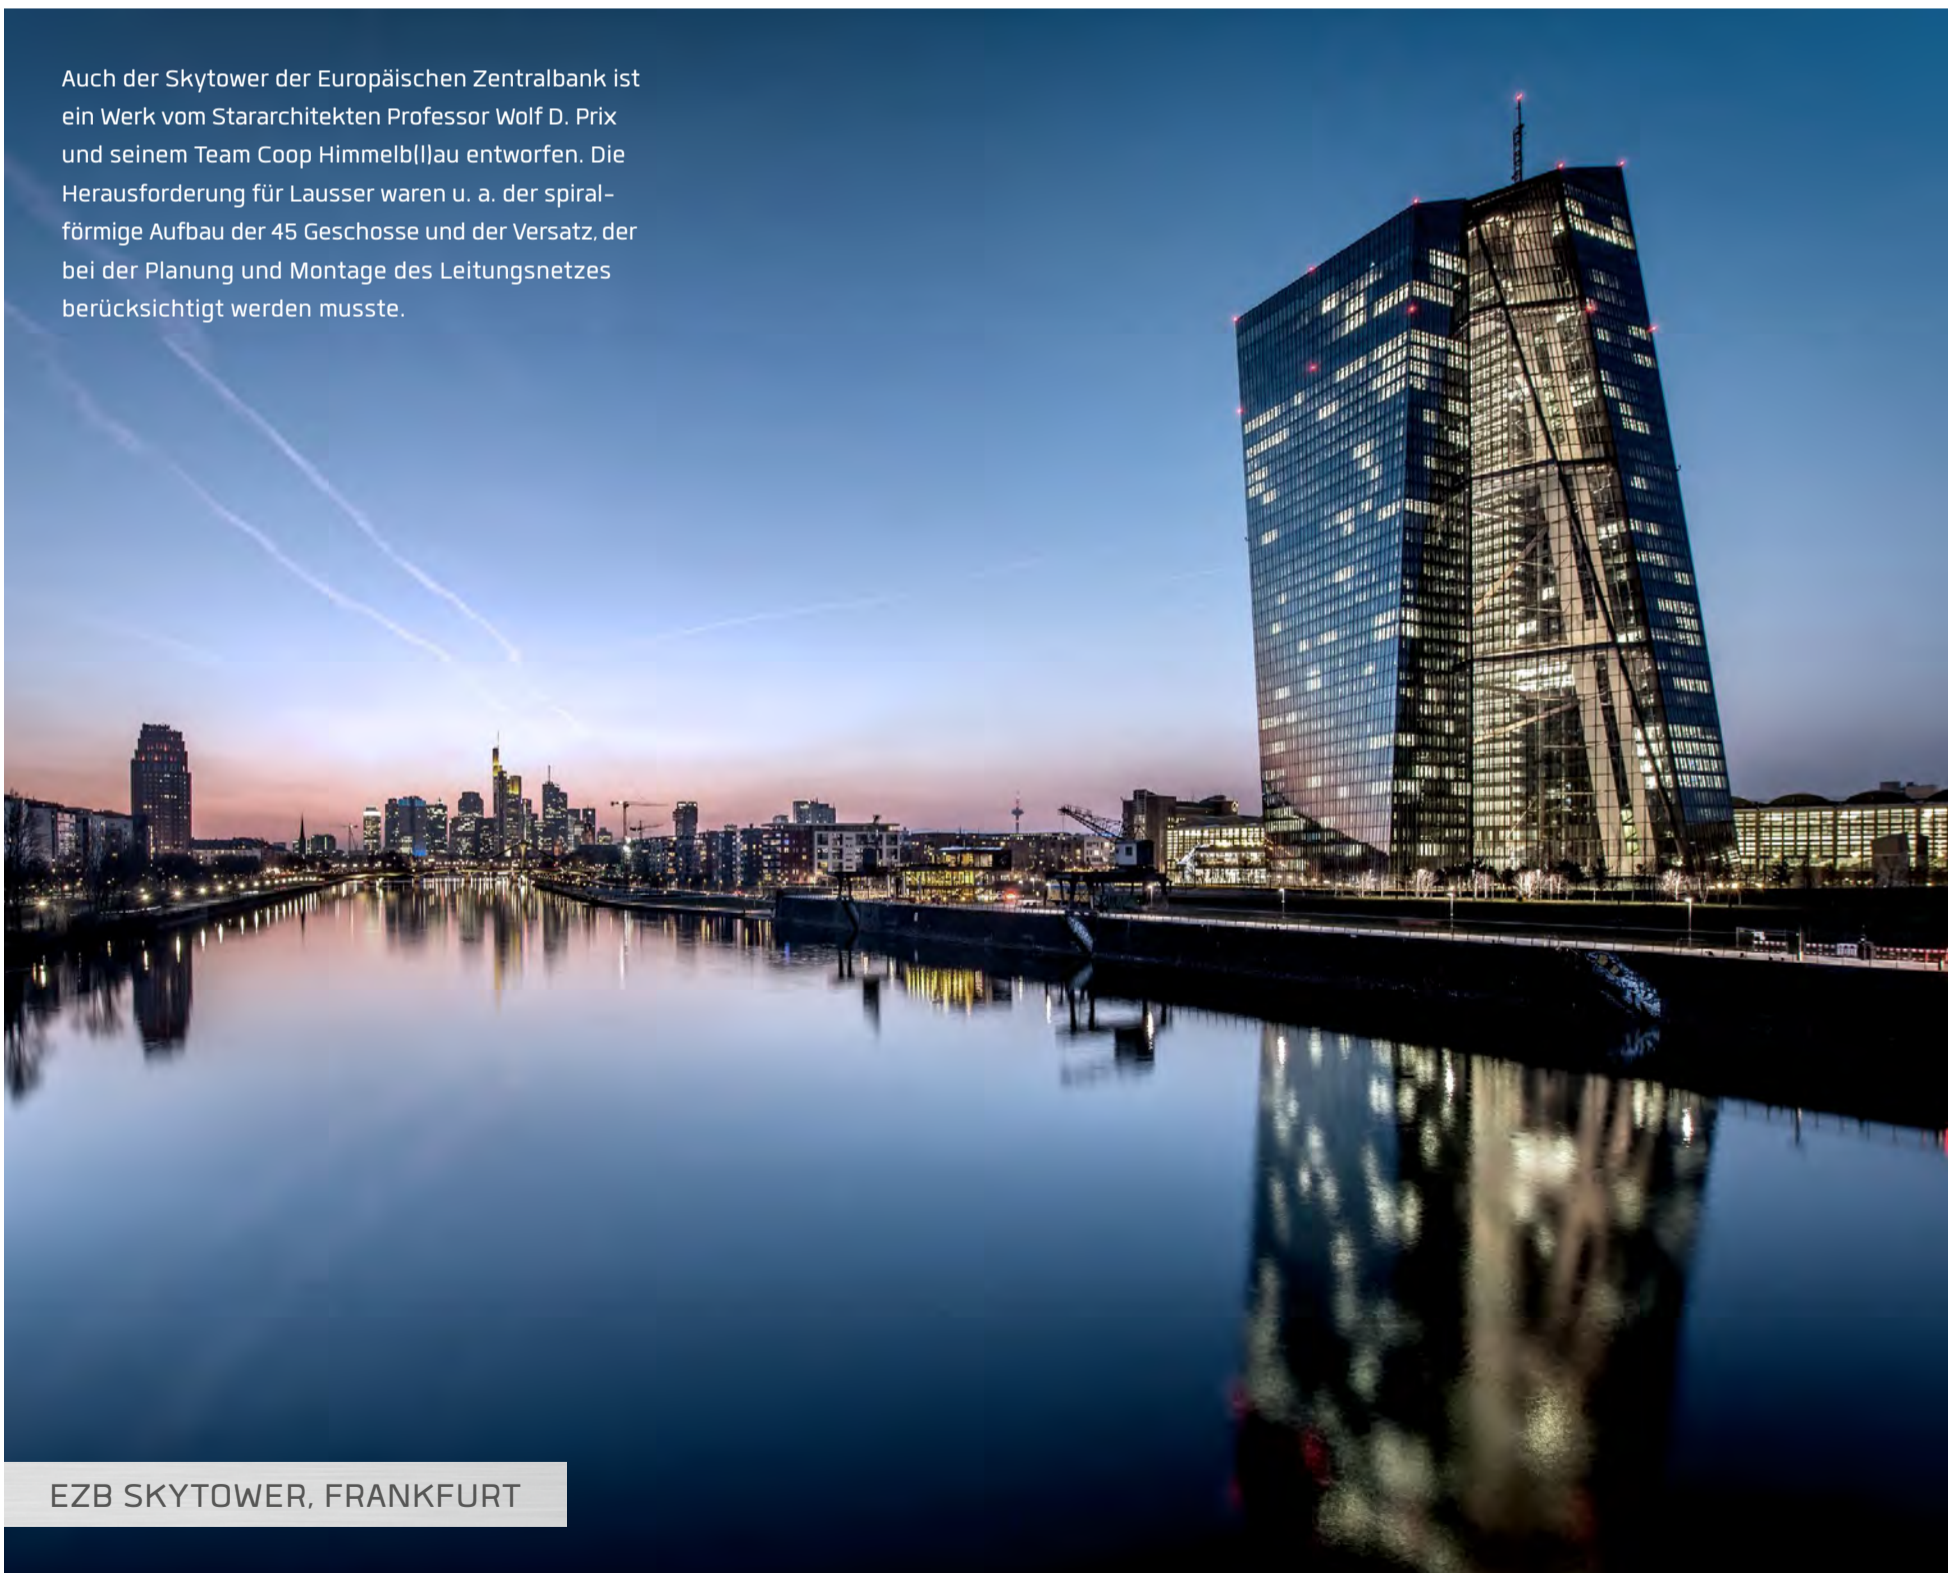 Auch der Skytower der Europäischen Zentralbank ist
ein Werk vom Stararchitekten Professor Wolf D. Prix
und seinem Team Coop Himmelb(l)au entworfen. Die
Herausforderung für Lausser waren u. a. der spiral-
förmige Aufbau der 45 Geschosse und der Versatz, der
bei der Planung und Montage des Leitungsnetzes
berücksichtigt werden musste.
EZB SKYTOWER, FRANKFURT